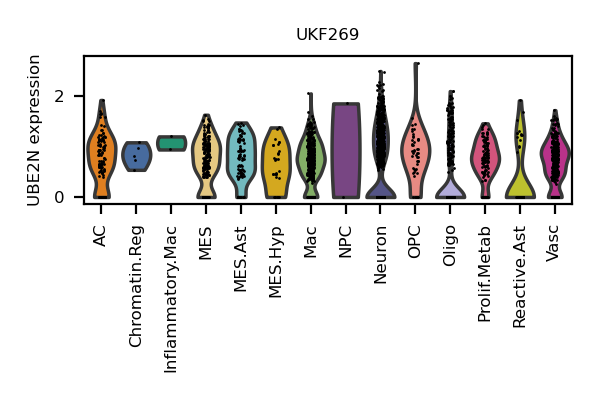 UKF269
UBE2N expression
2
0
AC
Chromatin.Reg
Inflammatory.Mac
MES
MES.Ast
MES.Hyp
Mac
NPC
Neuron
OPC
Oligo
Prolif.Metab
Reactive.Ast
Vasc